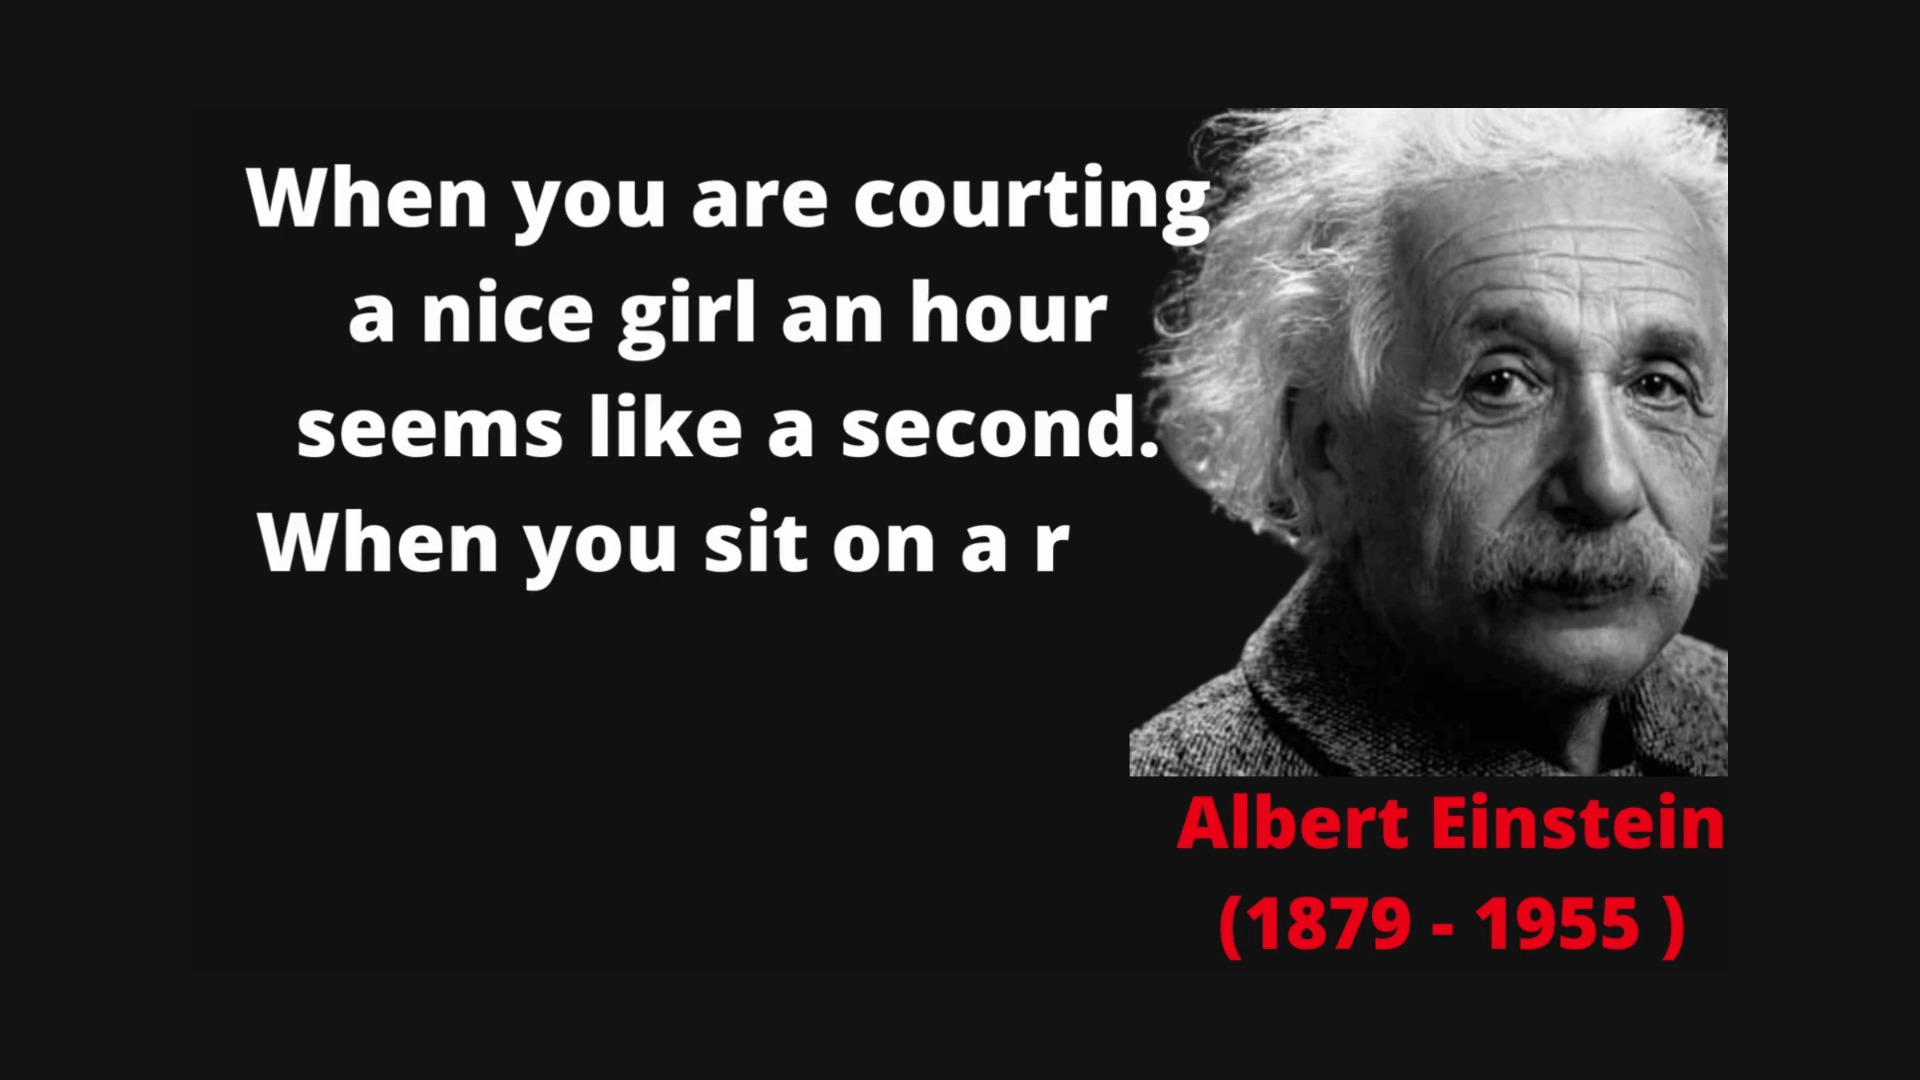 When you are courting
a nice girl an hour
seems like a second.
When you sit on a r
Albert Einstein
(1879 - 1955 )